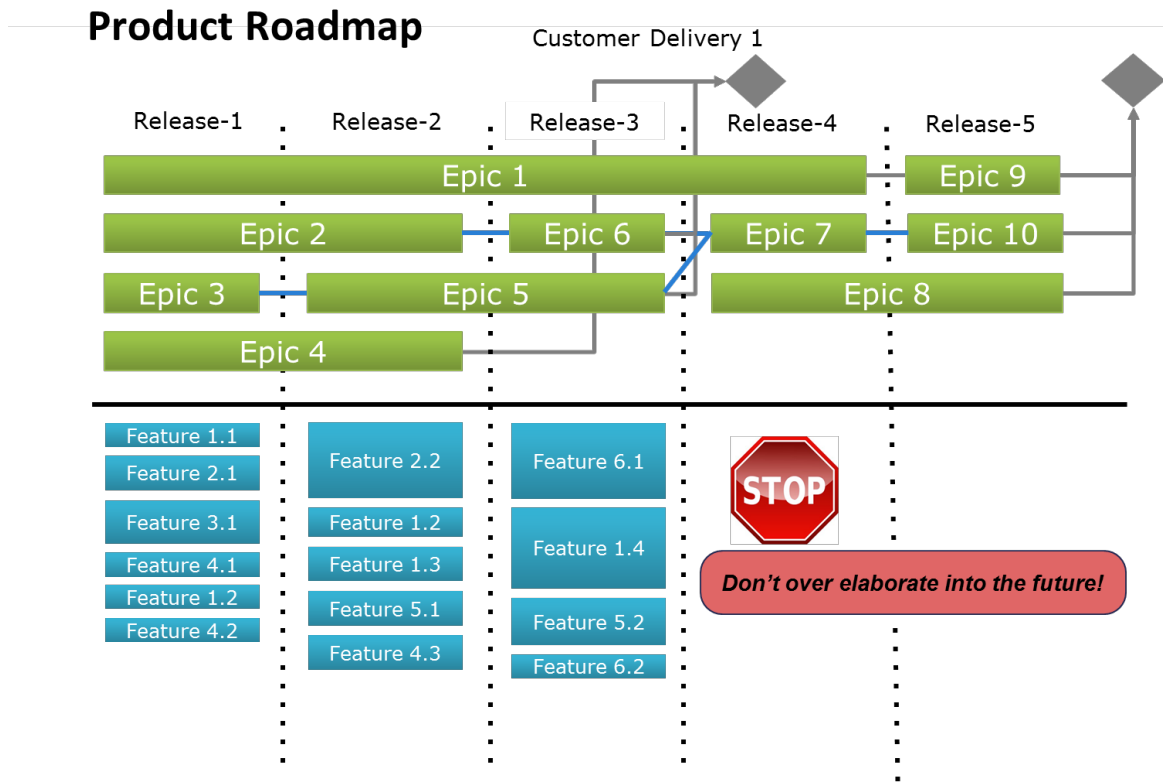 Product Roadmap
Customer Delivery 1
Release-1
Release-2
Release-3
Release-4
Release-5
Epic 1
Epic 9
Epic 2
Epic 6
Epic 7
Epic 10
Epic 3
Epic 5
Epic 8
Epic 4
Feature 1.1
Feature 2.1
Feature 3.1
Feature 4.1
Feature 1.2
Feature 4.2
Feature 2.2
Feature 1.2
Feature 1.3
Feature 5.1
Feature 4.3
Feature 6.1
Feature 1.4
Feature 5.2
Feature 6.2
STOP
Don't over elaborate into the future!